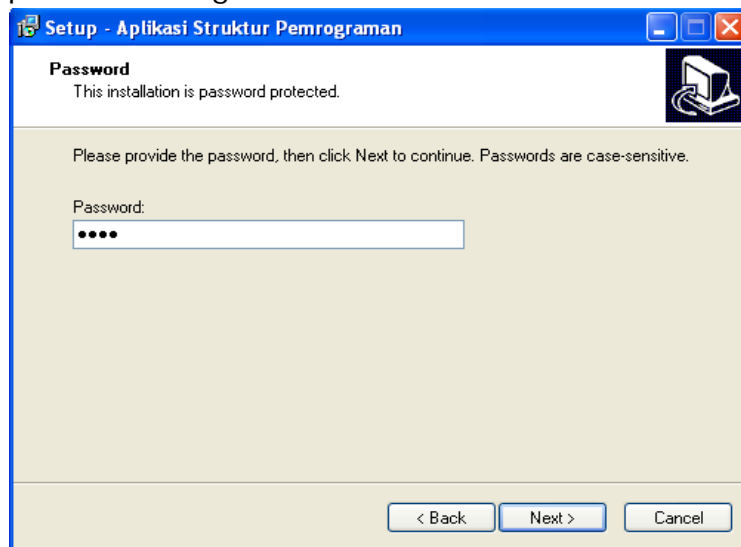 Setup - Aplikasi Struktur Pemrograman
Password
This installation is password protected.
Please provide the password, then click Next to continue. Passwords are case-sensitive.
Password:
••••
< Back
Next >
Cancel